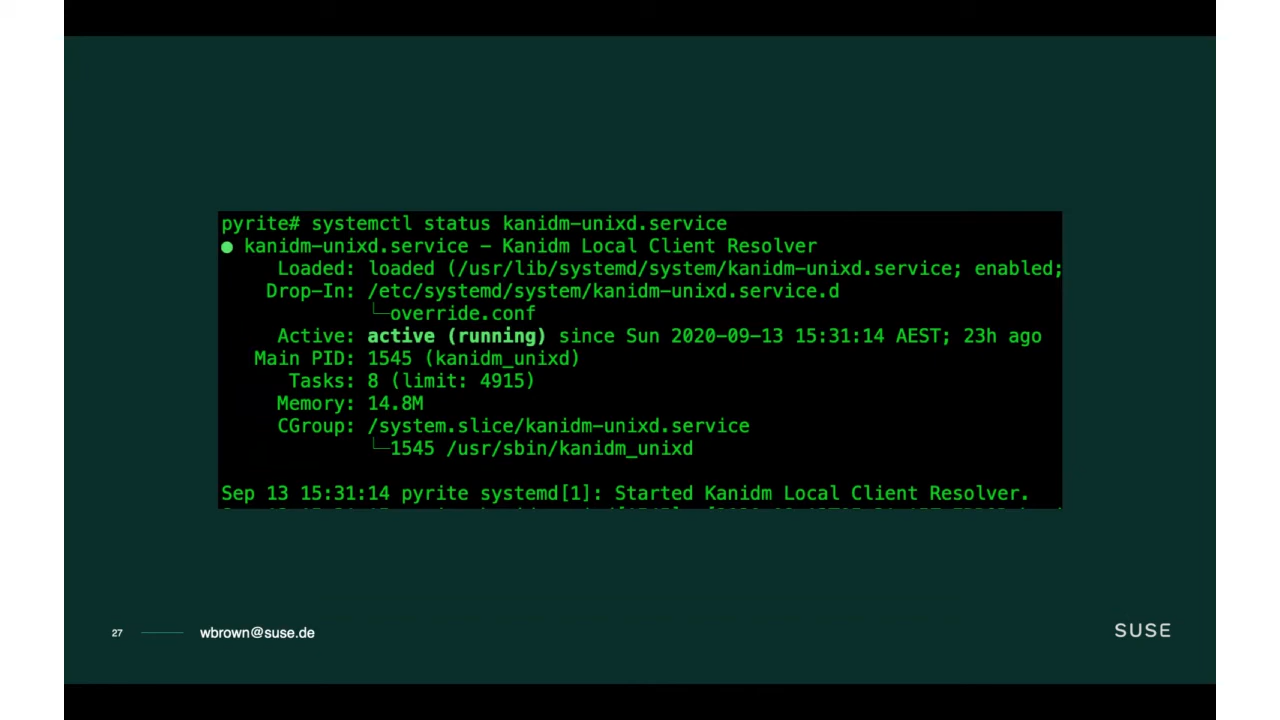 pyrite# systemctl status kanidm-unixd.service
● kanidm-unixd.service - Kanidm Local Client Resolver
Loaded: loaded (/usr/lib/systemd/system/kanidm-unixd.service; enabled;
Drop-In: /etc/systemd/system/kanidm-unixd.service.d
└─override.conf
Active: active (running) since Sun 2020-09-13 15:31:14 AEST; 23h ago
Main PID: 1545 (kanidm_unixd)
Tasks: 8 (limit: 4915)
Memory: 14.8M
CGroup: /system.slice/kanidm-unixd.service
└─1545 /usr/sbin/kanidm_unixd
Sep 13 15:31:14 pyrite systemd[1]: Started Kanidm Local Client Resolver.
27
wbrown@suse.de
SUSE